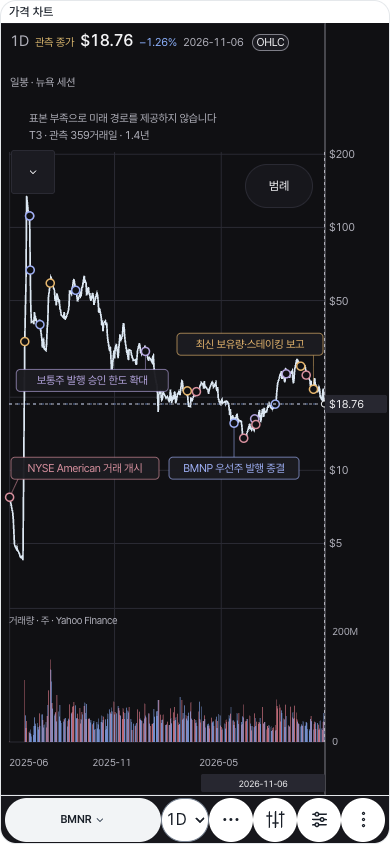 가격 차트
1D 관측 종가 $18.76 −1.26% 2026-11-06 OHLC
일봉 · 뉴욕 세션
표본 부족으로 미래 경로를 제공하지 않습니다
T3 · 관측 359거래일 · 1.4년
$200
범례
$100
$50
최신 보유량·스테이킹 보고
보통주 발행 승인 한도 확대
$18.76
NYSE American 거래 개시
BMNP 우선주 발행 종결
$10
$5
거래량 · 주 · Yahoo Finance
200M
0
2025-06
2025-11
2026-05
2026-11-06
BMNR
1D